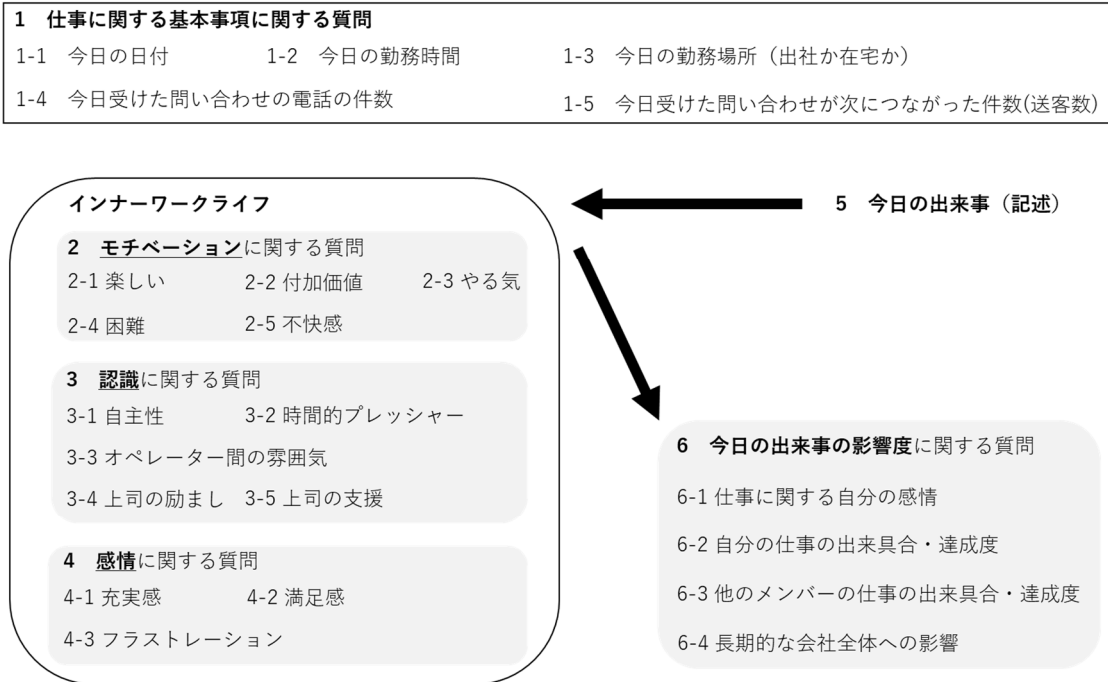 1　仕事に関する基本事項に関する質問
1-1　今日の日付　1-2　今日の勤務時間　1-3　今日の勤務場所（出社か在宅か）
1-4　今日受けた問い合わせの電話の件数　1-5　今日受けた問い合わせが次につながった件数(送客数)
インナーワークライフ
5　今日の出来事（記述）
2　モチベーションに関する質問
2-1 楽しい　2-2 付加価値　2-3 やる気
2-4 困難　2-5 不快感
3　認識に関する質問
3-1 自主性　3-2 時間的プレッシャー
3-3 オペレーター間の雰囲気
3-4 上司の励まし　3-5 上司の支援
4　感情に関する質問
4-1 充実感　4-2 満足感
4-3 フラストレーション
6　今日の出来事の影響度に関する質問
6-1 仕事に関する自分の感情
6-2 自分の仕事の出来具合・達成度
6-3 他のメンバーの仕事の出来具合・達成度
6-4 長期的な会社全体への影響